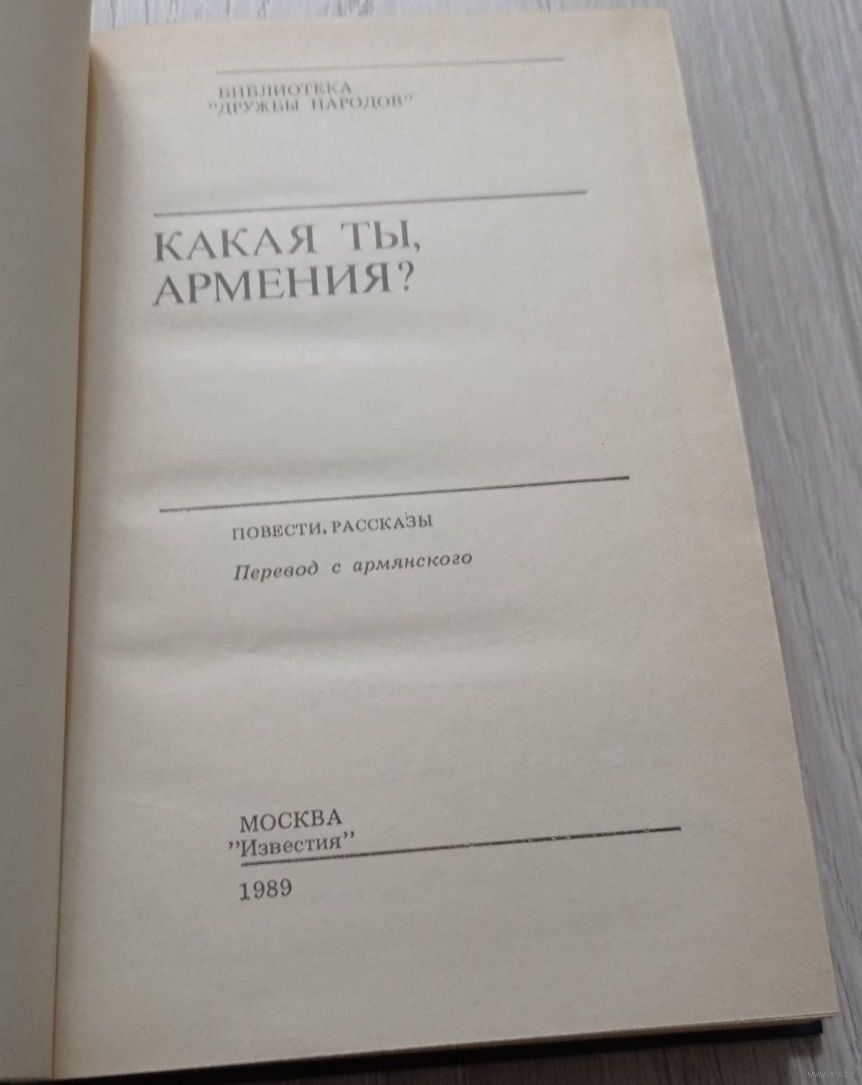 БИБЛИОТЕКА
"ДРУЖБЫ НАРОДОВ"
КАКАЯ ТЫ,
АРМЕНИЯ?
ПОВЕСТИ. РАССКАЗЫ
Перевод с армянского
МОСКВА
"Известия"
1989